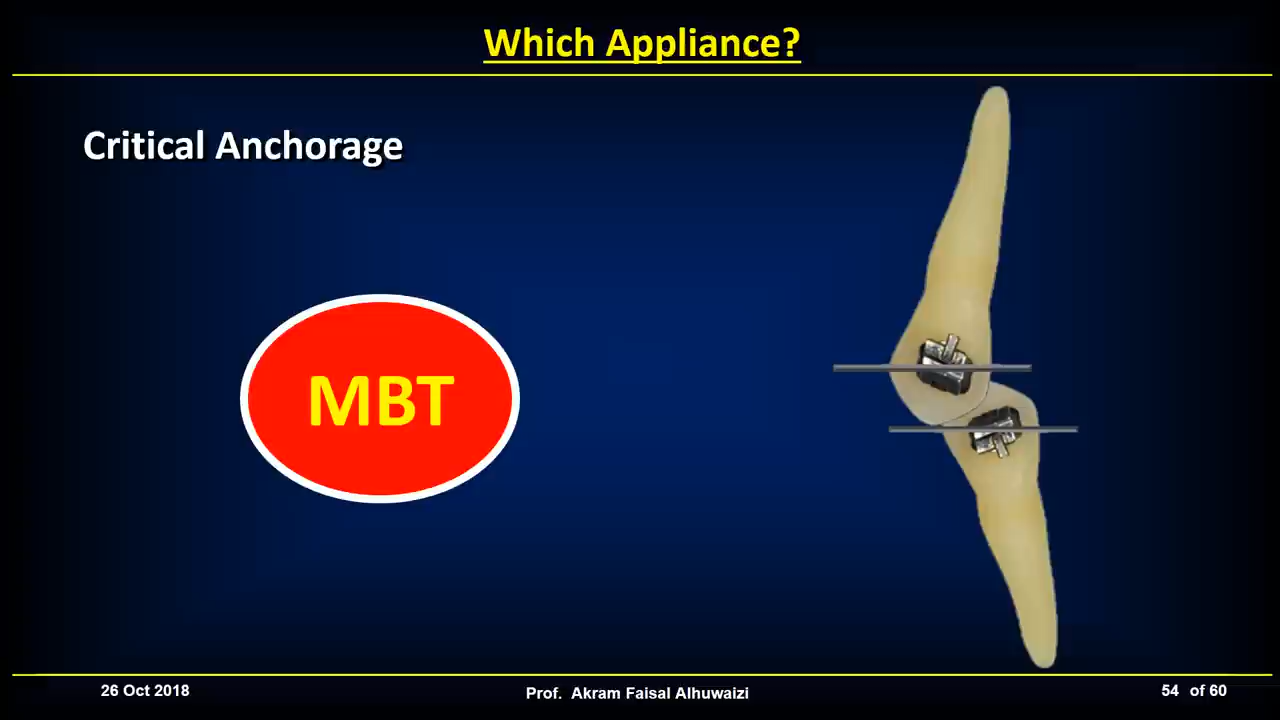 Which Appliance?
Critical Anchorage
MBT
26 Oct 2018
Prof. Akram Faisal Alhuwaizi
54 of 60